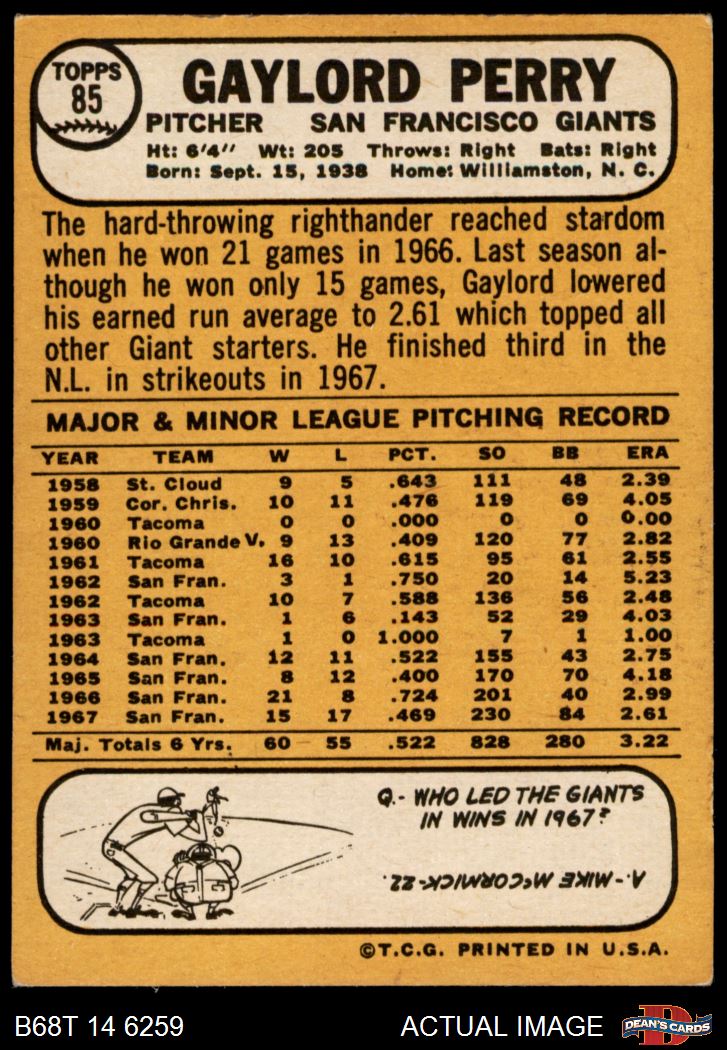 TOPPS
85
GAYLORD PERRY
PITCHER SAN FRANCISCO GIANTS
Ht: 6'4" Wt: 205 Throws: Right Bats: Right
Born: Sept. 15, 1938 Home: Williamston, N. C.
The hard-throwing righthander reached stardom
when he won 21 games in 1966. Last season al-
though he won only 15 games, Gaylord lowered
his earned run average to 2.61 which topped all
other Giant starters. He finished third in the
N.L. in strikeouts in 1967.
MAJOR & MINOR LEAGUE PITCHING RECORD
YEAR TEAM W L PCT. SO BB ERA
1958 St. Cloud 9 5 .643 111 48 2.39
1959 Cor. Chris. 10 11 .476 119 69 4.05
1960 Tacoma 0 0 .000 0 0 0.00
1960 Rio Grande V. 9 13 .409 120 77 2.82
1961 Tacoma 16 10 .615 95 61 2.55
1962 San Fran. 3 1 .750 20 14 5.23
1962 Tacoma 10 7 .588 136 56 2.48
1963 San Fran. 1 6 .143 52 29 4.03
1963 Tacoma 1 0 1.000 7 1 1.00
1964 San Fran. 12 11 .522 155 43 2.75
1965 San Fran. 8 12 .400 170 70 4.18
1966 San Fran. 21 8 .724 201 40 2.99
1967 San Fran. 15 17 .469 230 84 2.61
Maj. Totals 6 Yrs. 60 55 .522 828 280 3.22
Q.- WHO LED THE GIANTS
IN WINS IN 1967?
A.- MIKE McCORMICK-22.
©T.C.G. PRINTED IN U.S.A.
B68T 14 6259 ACTUAL IMAGE
D
DEAN'S CARDS